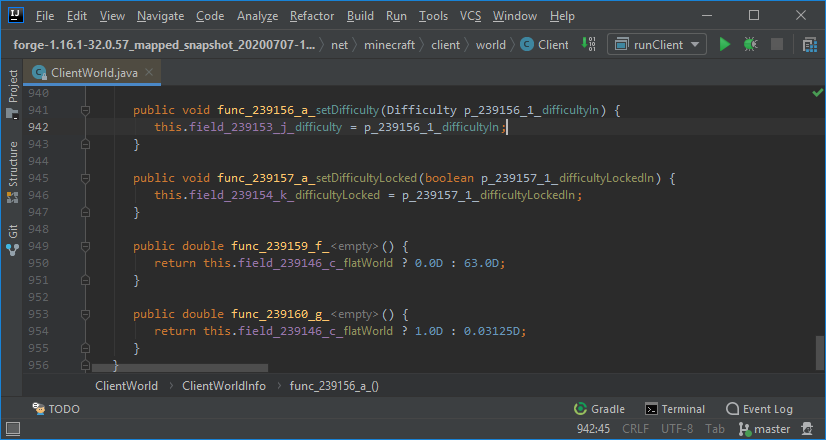 IJ File Edit View Navigate Code Analyze Refactor Build Run Tools VCS Window Help
forge-1.16.1-32.0.57_mapped_snapshot_20200707-1... net minecraft client world C Client runClient
Project
Structure
Git
C ClientWorld.java
940
941 public void func_239156_a_setDifficulty(Difficulty p_239156_1_difficultyIn) {
942 this.field_239153_j_difficulty = p_239156_1_difficultyIn;
943 }
944
945 public void func_239157_a_setDifficultyLocked(boolean p_239157_1_difficultyLockedIn) {
946 this.field_239154_k_difficultyLocked = p_239157_1_difficultyLockedIn;
947 }
948
949 public double func_239159_f_<empty>() {
950 return this.field_239146_c_flatWorld ? 0.0D : 63.0D;
951 }
952
953 public double func_239160_g_<empty>() {
954 return this.field_239146_c_flatWorld ? 1.0D : 0.03125D;
955 }
956 }
ClientWorld ClientWorldInfo func_239156_a_()
TODO Gradle Terminal Event Log
942:45 CRLF UTF-8 Tab master